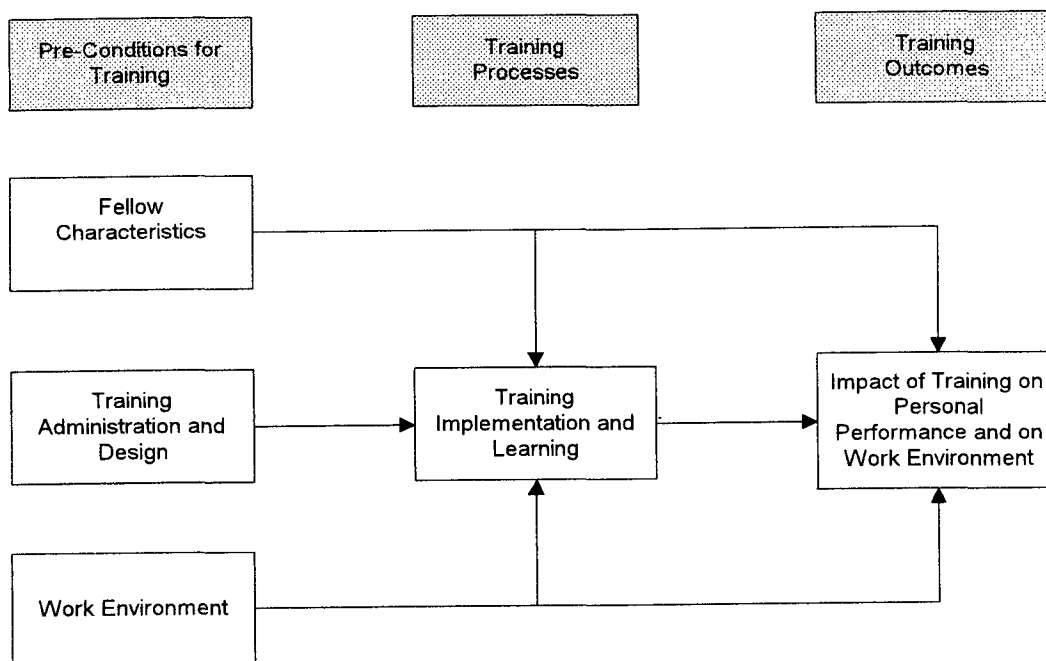 Pre-Conditions for
Training
Training
Processes
Training
Outcomes
Fellow
Characteristics
Training
Administration and
Design
Training
Implementation and
Learning
Impact of Training on
Personal
Performance and on
Work Environment
Work Environment